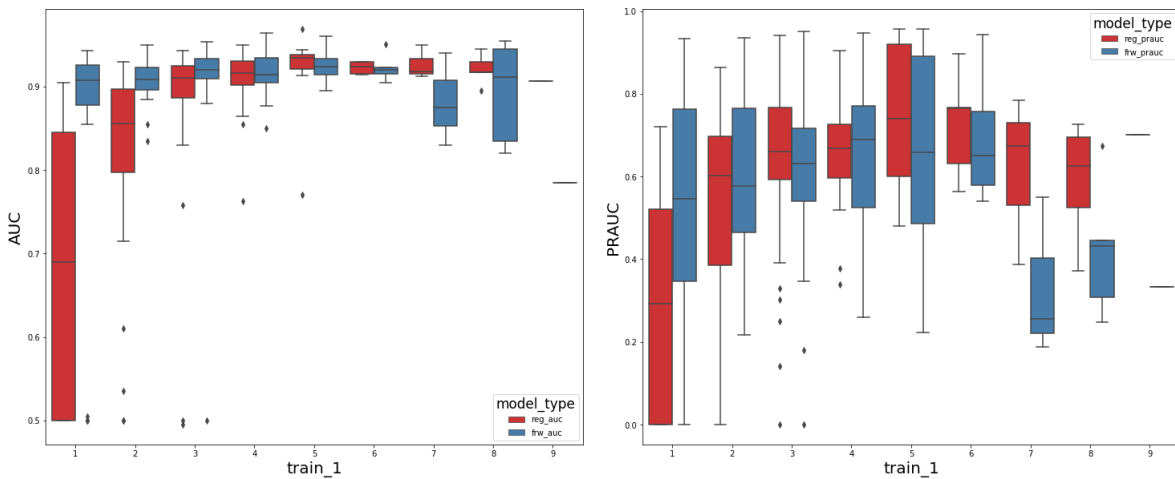 AUC
0.9
0.8
0.7
0.6
0.5
model_type
reg_auc
frw_auc
1 2 3 4 5 6 7 8 9
train_1
PRAUC
1.0
0.8
0.6
0.4
0.2
0.0
model_type
reg_prauc
frw_prauc
1 2 3 4 5 6 7 8 9
train_1